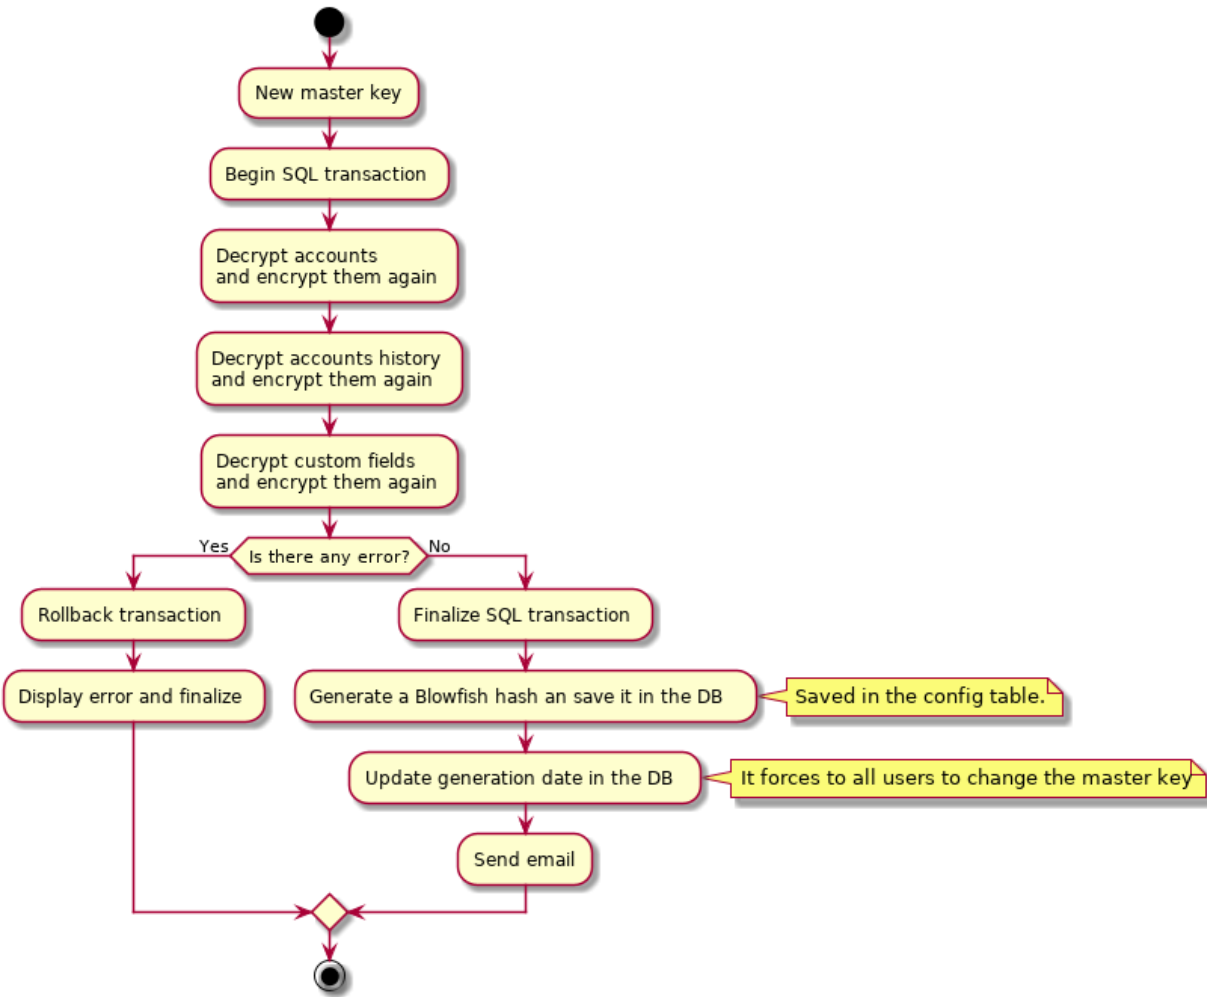 New master key
Begin SQL transaction
Decrypt accounts
and encrypt them again
Decrypt accounts history
and encrypt them again
Decrypt custom fields
and encrypt them again
Yes
Is there any error?
No
Rollback transaction
Finalize SQL transaction
Display error and finalize
Generate a Blowfish hash an save it in the DB
Saved in the config table.
Update generation date in the DB
It forces to all users to change the master key
Send email